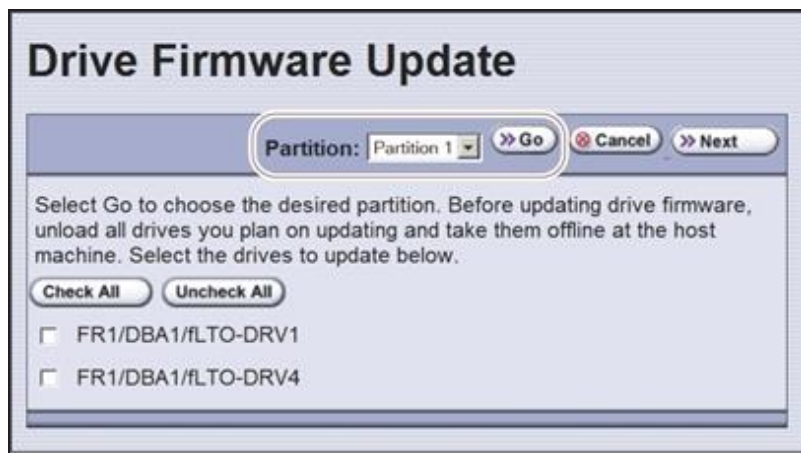 Drive Firmware Update
Partition: Partition 1 Go Cancel Next
Select Go to choose the desired partition. Before updating drive firmware,
unload all drives you plan on updating and take them offline at the host
machine. Select the drives to update below.
Check All Uncheck All
FR1/DBA1/fLTO-DRV1
FR1/DBA1/fLTO-DRV4